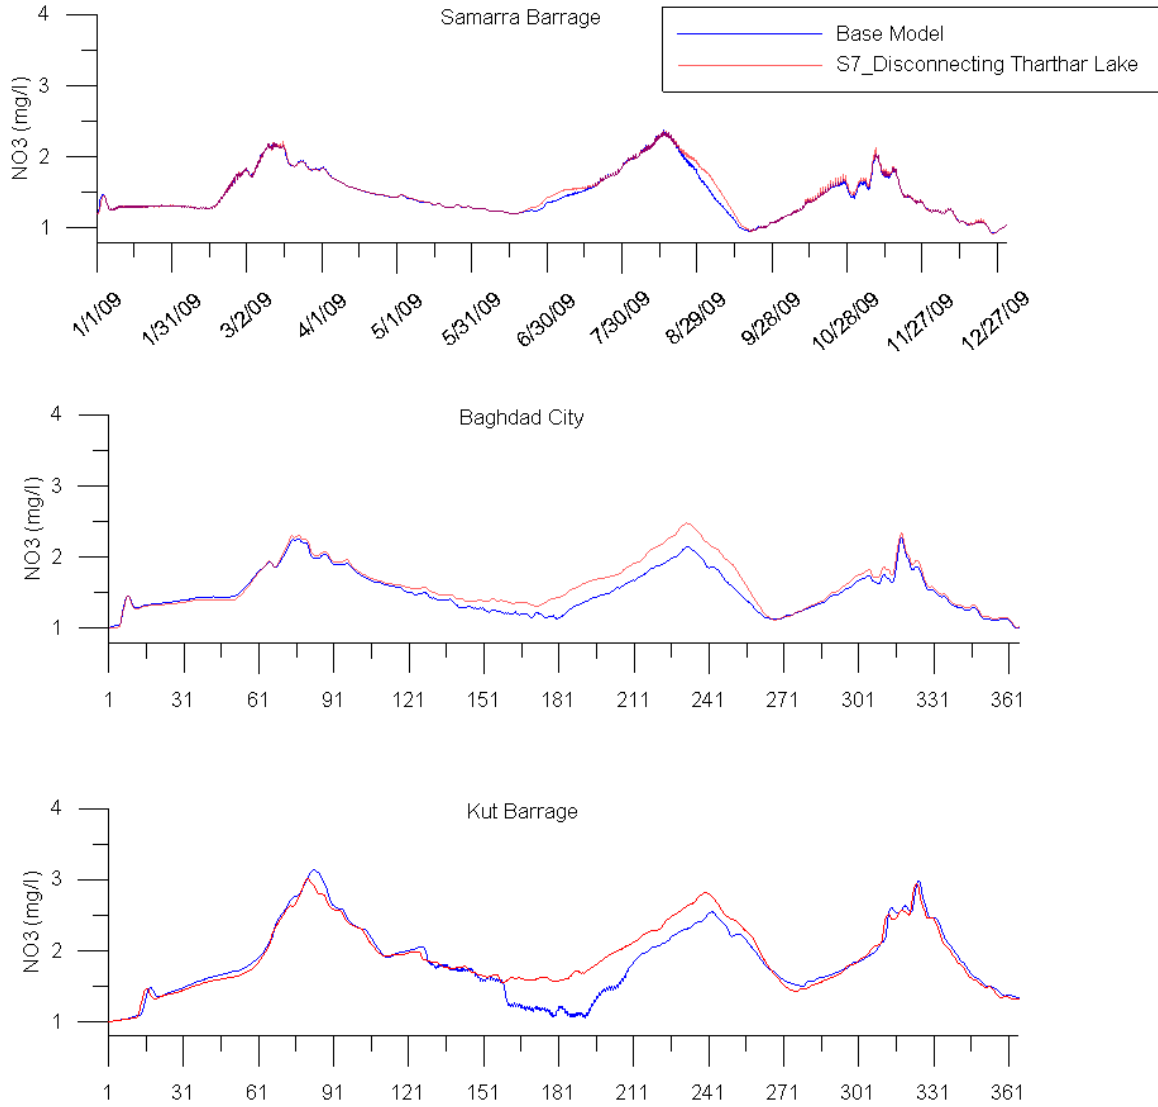 Samarra Barrage
Base Model
S7_Disconnecting Tharthar Lake
NO3 (mg/l)
4
3
2
1
1/1/09 1/31/09 3/2/09 4/1/09 5/1/09 5/31/09 6/30/09 7/30/09 8/29/09 9/28/09 10/28/09 11/27/09 12/27/09
Baghdad City
NO3 (mg/l)
4
3
2
1
1 31 61 91 121 151 181 211 241 271 301 331 361
Kut Barrage
NO3 (mg/l)
4
3
2
1
1 31 61 91 121 151 181 211 241 271 301 331 361